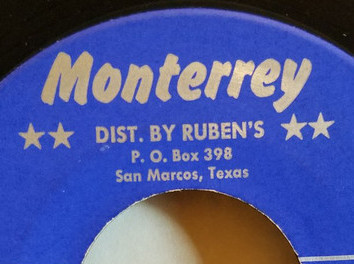 Monterrey
★★ DIST. BY RUBEN'S ★★
P. O. Box 398
San Marcos, Texas